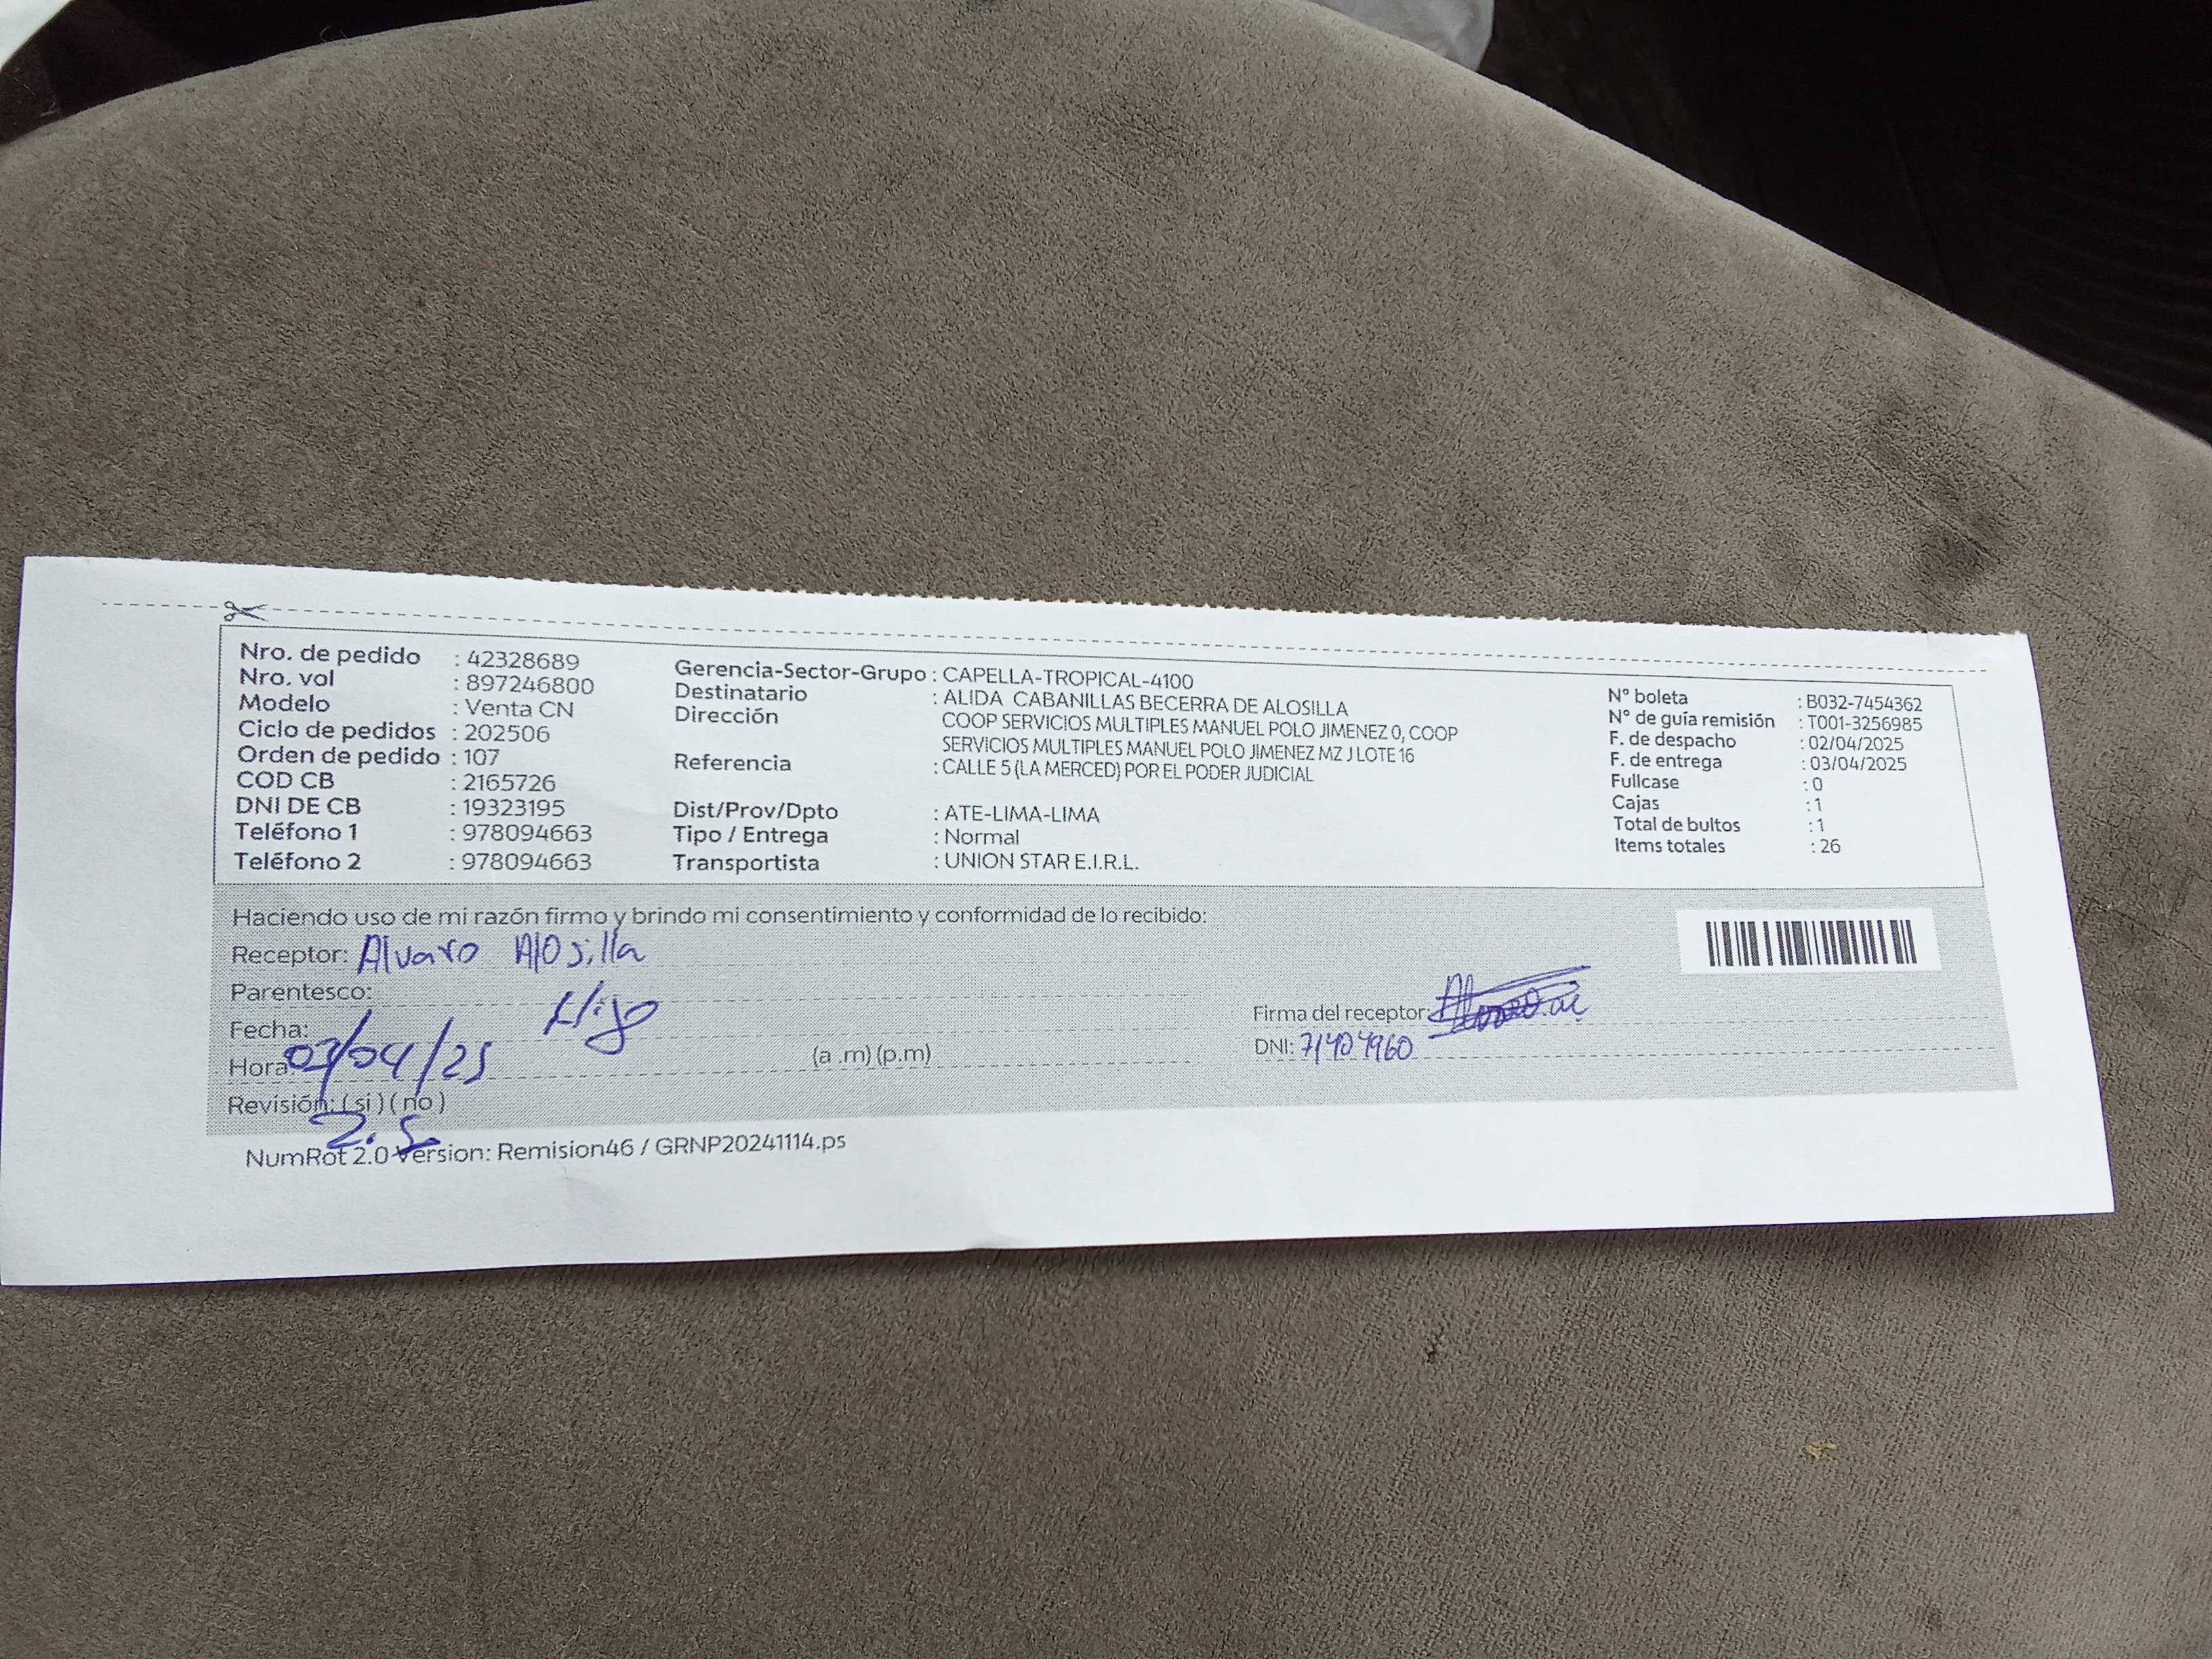 Nro. de pedido : 42328689
Nro. vol : 897246800
Modelo : Venta CN
Ciclo de pedidos : 202506
Orden de pedido : 107
COD CB : 2165726
DNI DE CB : 19323195
Teléfono 1 : 978094663
Teléfono 2 : 978094663
Gerencia-Sector-Grupo : CAPELLA-TROPICAL-4100
Destinatario : ALIDA CABANILLAS BECERRA DE ALOSILLA
Dirección COOP SERVICIOS MULTIPLES MANUEL POLO JIMENEZ 0, COOP
SERVICIOS MULTIPLES MANUEL POLO JIMENEZ MZ J LOTE 16
Referencia : CALLE 5 (LA MERCED) POR EL PODER JUDICIAL
Dist/Prov/Dpto : ATE-LIMA-LIMA
Tipo / Entrega : Normal
Transportista : UNION STAR E.I.R.L.
N° boleta : B032-7454362
N° de guía remisión : T001-3256985
F. de despacho : 02/04/2025
F. de entrega : 03/04/2025
Fullcase : 0
Cajas : 1
Total de bultos : 1
Items totales : 26
Haciendo uso de mi razón firmo y brindo mi consentimiento y conformidad de lo recibido:
Receptor: Alvaro Alosilla
Parentesco: Hijo
Fecha: 03/04/25
Hora: (a .m) (p.m)
Revisión: ( si ) ( no )
Firma del receptor:
DNI: 71404960
NumRot 2.0 Version: Remision46 / GRNP20241114.ps